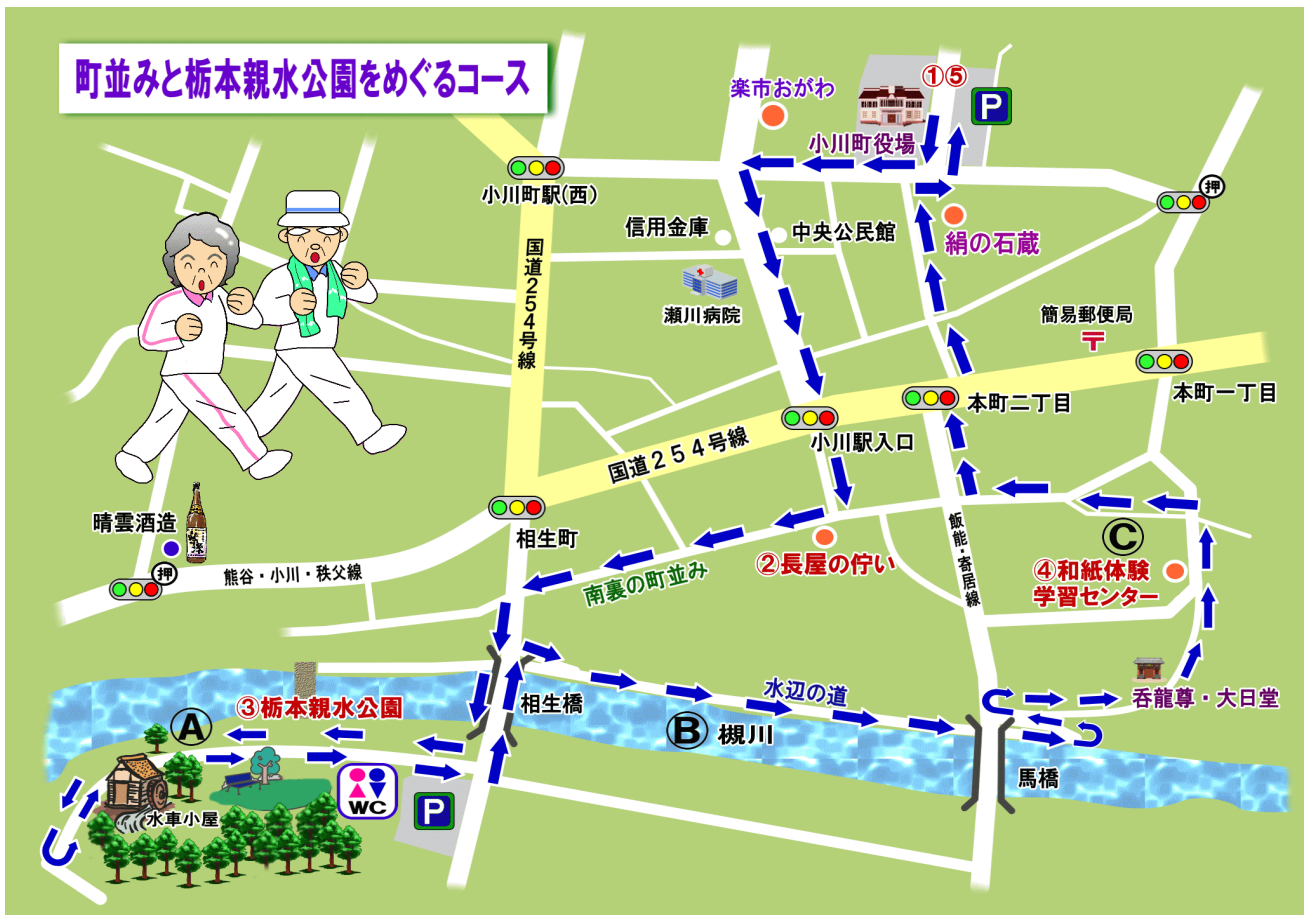 町並みと栃本親水公園をめぐるコース
①⑤
P
楽市おがわ
小川町役場
小川町駅(西)
押
信用金庫
中央公民館
絹の石蔵
国道254号線
瀬川病院
簡易郵便局
〒
本町一丁目
本町二丁目
小川駅入口
国道254号線
晴雲酒造
相生町
②長屋の佇い
飯能・寄居線
C
④和紙体験
学習センター
押
熊谷・小川・秩父線
南裏の町並み
呑龍尊・大日堂
水辺の道
③栃本親水公園
相生橋
A
B
槻川
馬橋
WC
P
水車小屋